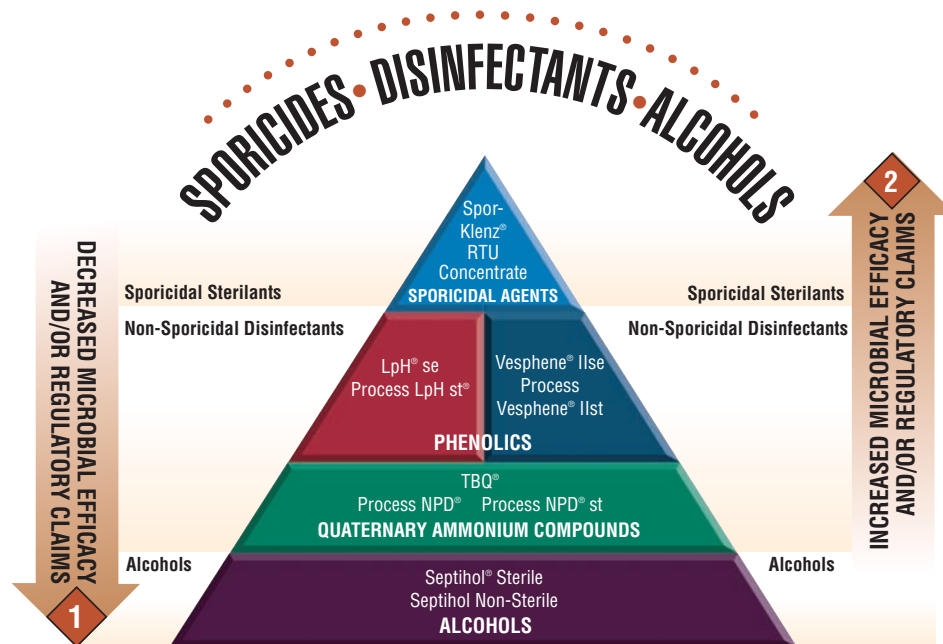 SPORICIDES • DISINFECTANTS • ALCOHOLS
DECREASED MICROBIAL EFFICACY
AND/OR REGULATORY CLAIMS
1
2
INCREASED MICROBIAL EFFICACY
AND/OR REGULATORY CLAIMS
Spor-
Klenz®
RTU
Concentrate
SPORICIDAL AGENTS
Sporicidal Sterilants
Sporicidal Sterilants
Non-Sporicidal Disinfectants
Non-Sporicidal Disinfectants
LpH® se
Process LpH st®
Vesphene® IIse
Process
Vesphene® IIst
PHENOLICS
TBQ®
Process NPD® Process NPD® st
QUATERNARY AMMONIUM COMPOUNDS
Alcohols
Alcohols
Septihol® Sterile
Septihol Non-Sterile
ALCOHOLS